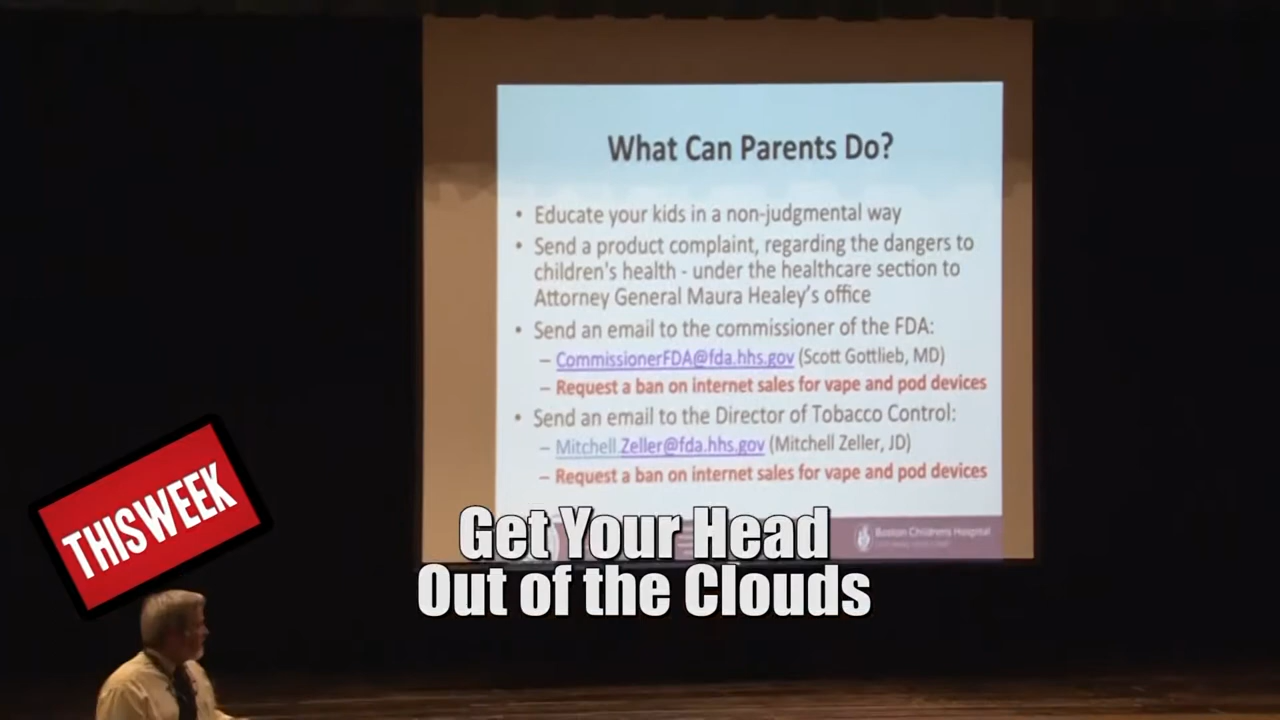 What Can Parents Do?
• Educate your kids in a non-judgmental way
• Send a product complaint, regarding the dangers to
children's health - under the healthcare section to
Attorney General Maura Healey's office
• Send an email to the commissioner of the FDA:
– CommissionerFDA@fda.hhs.gov (Scott Gottlieb, MD)
– Request a ban on internet sales for vape and pod devices
• Send an email to the Director of Tobacco Control:
– Mitchell.Zeller@fda.hhs.gov (Mitchell Zeller, JD)
– Request a ban on internet sales for vape and pod devices
Boston Children's Hospital
THISWEEK
Get Your Head
Out of the Clouds